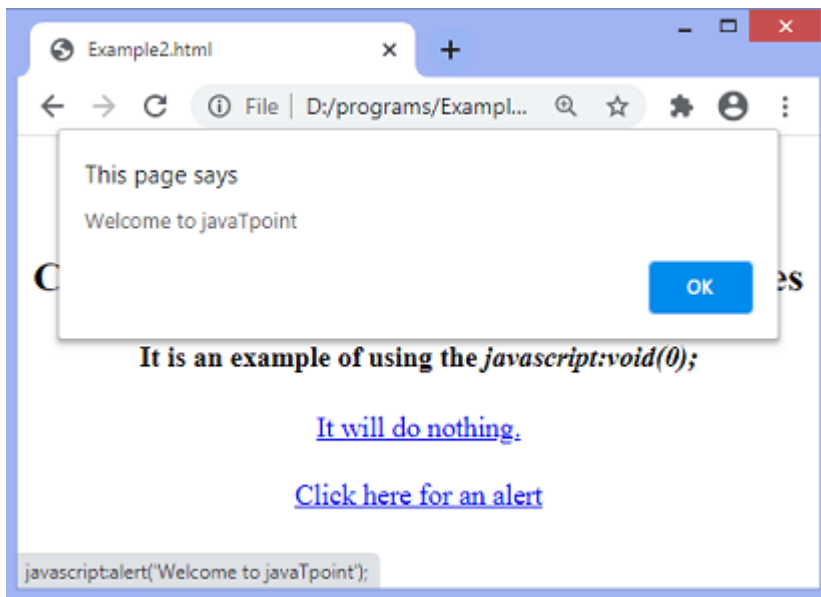 Example2.html
File | D:/programs/Exampl...
This page says
Welcome to javaTpoint
OK
It is an example of using the javascript:void(0);
It will do nothing.
Click here for an alert
javascript:alert('Welcome to javaTpoint');